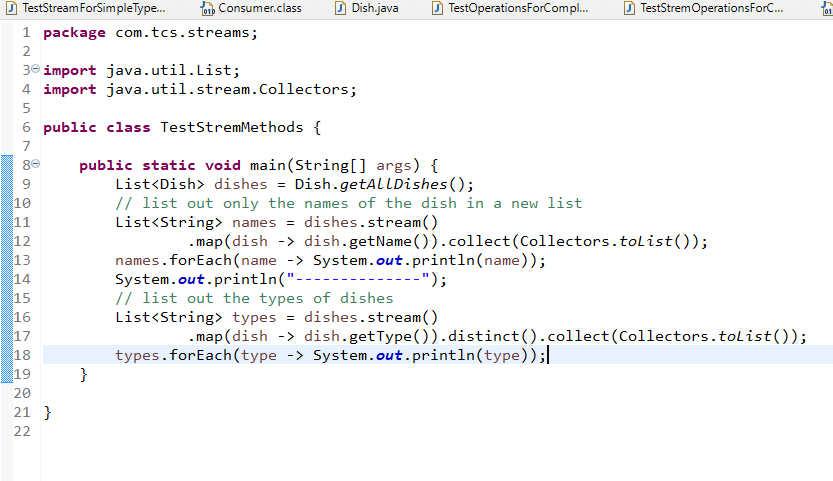 TestStreamForSimpleType... Consumer.class Dish.java TestOperationsForCompl... TestStremOperationsForC...
1 package com.tcs.streams;
2
3 import java.util.List;
4 import java.util.stream.Collectors;
5
6 public class TestStremMethods {
7
8     public static void main(String[] args) {
9         List<Dish> dishes = Dish.getAllDishes();
10         // list out only the names of the dish in a new list
11         List<String> names = dishes.stream()
12                 .map(dish -> dish.getName()).collect(Collectors.toList());
13         names.forEach(name -> System.out.println(name));
14         System.out.println("--------------");
15         // list out the types of dishes
16         List<String> types = dishes.stream()
17                 .map(dish -> dish.getType()).distinct().collect(Collectors.toList());
18         types.forEach(type -> System.out.println(type));
19     }
20
21 }
22